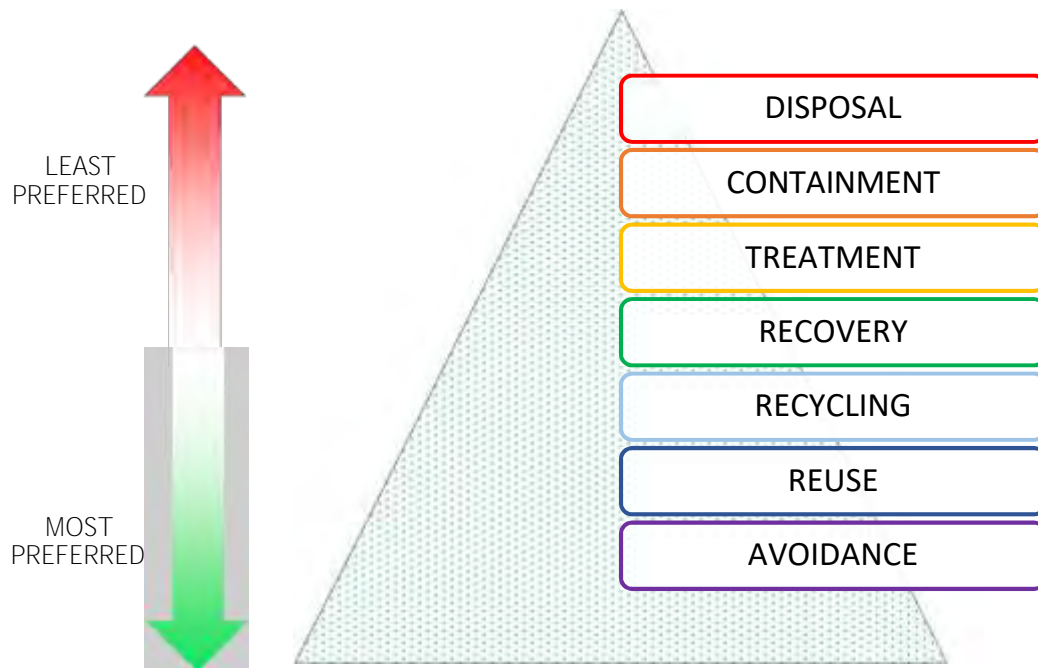 DISPOSAL
LEAST
PREFERRED
CONTAINMENT
TREATMENT
RECOVERY
RECYCLING
REUSE
MOST
PREFERRED
AVOIDANCE